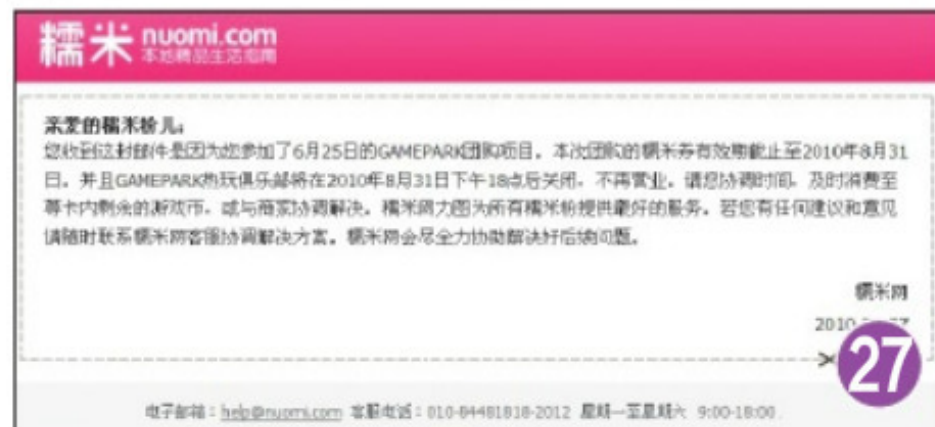 糯米 nuomi.com
本地精品生活指南
亲爱的糯米粉儿：
您收到这封邮件是因为您参加了6月25日的GAMEPARK团购项目。本次团购的糯米券有效期截止至2010年8月31
日。并且GAMEPARK热玩俱乐部将在2010年8月31日下午18点后关闭，不再营业。请您协调时间，及时消费至
尊卡内剩余的游戏币，或与商家协调解决。糯米网力图为所有糯米粉提供最好的服务。若您有任何建议和意见
请随时联系糯米网客服协调解决方案。糯米网会尽全力协助解决好后续问题。
糯米网
2010
27
电子邮箱：help@nuomi.com 客服电话：010-84481818-2012 星期一至星期六 9:00-18:00